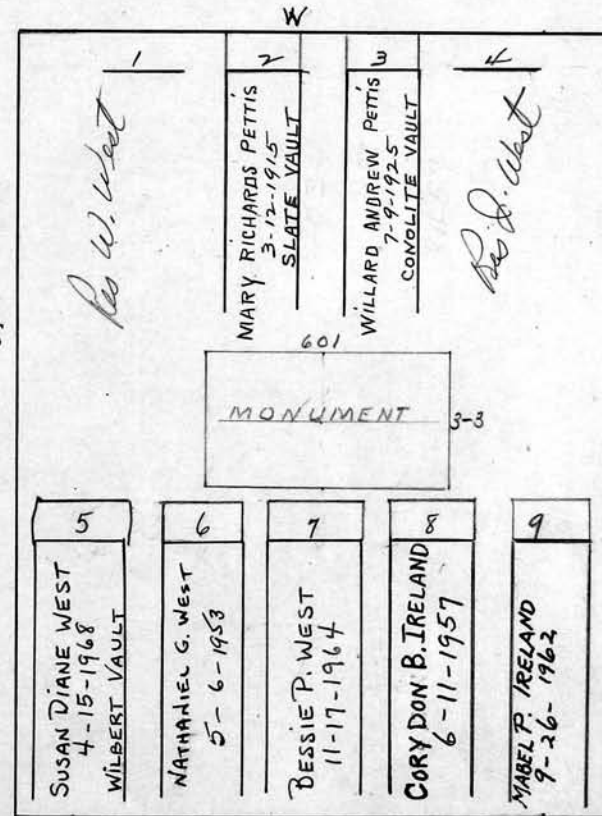 W
1
2
3
4
Res W. West
MARY RICHARDS PETTIS
3-12-1915
SLATE VAULT
WILLARD ANDREW PETTIS
7-9-1925
CONOLITE VAULT
Res D. West
601
MONUMENT
3-3
5
6
7
8
9
SUSAN DIANE WEST
4-15-1968
WILBERT VAULT
NATHANIEL G. WEST
5-6-1953
BESSIE P. WEST
11-17-1964
CORYDON B. IRELAND
6-11-1957
MABEL P. IRELAND
9-26-1962